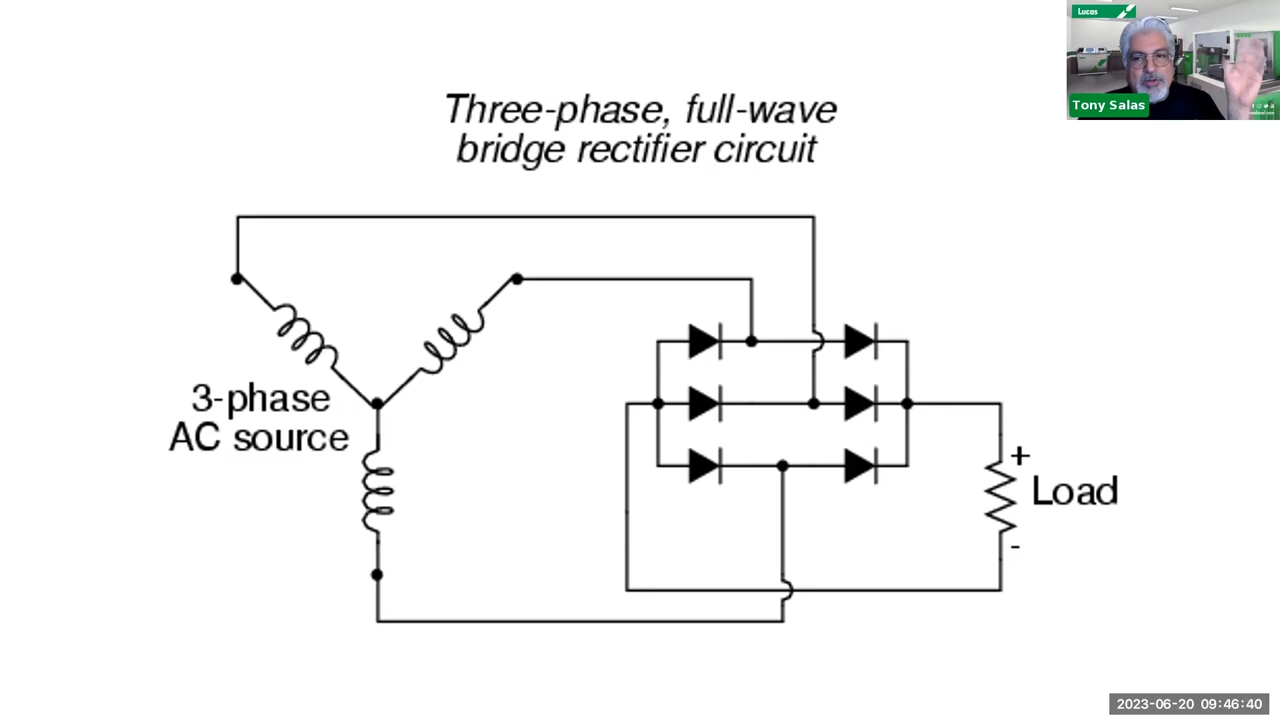 Lucas
Tony Salas
Three-phase, full-wave
bridge rectifier circuit
3-phase
AC source
+
Load
-
2023-06-20 09:46:40